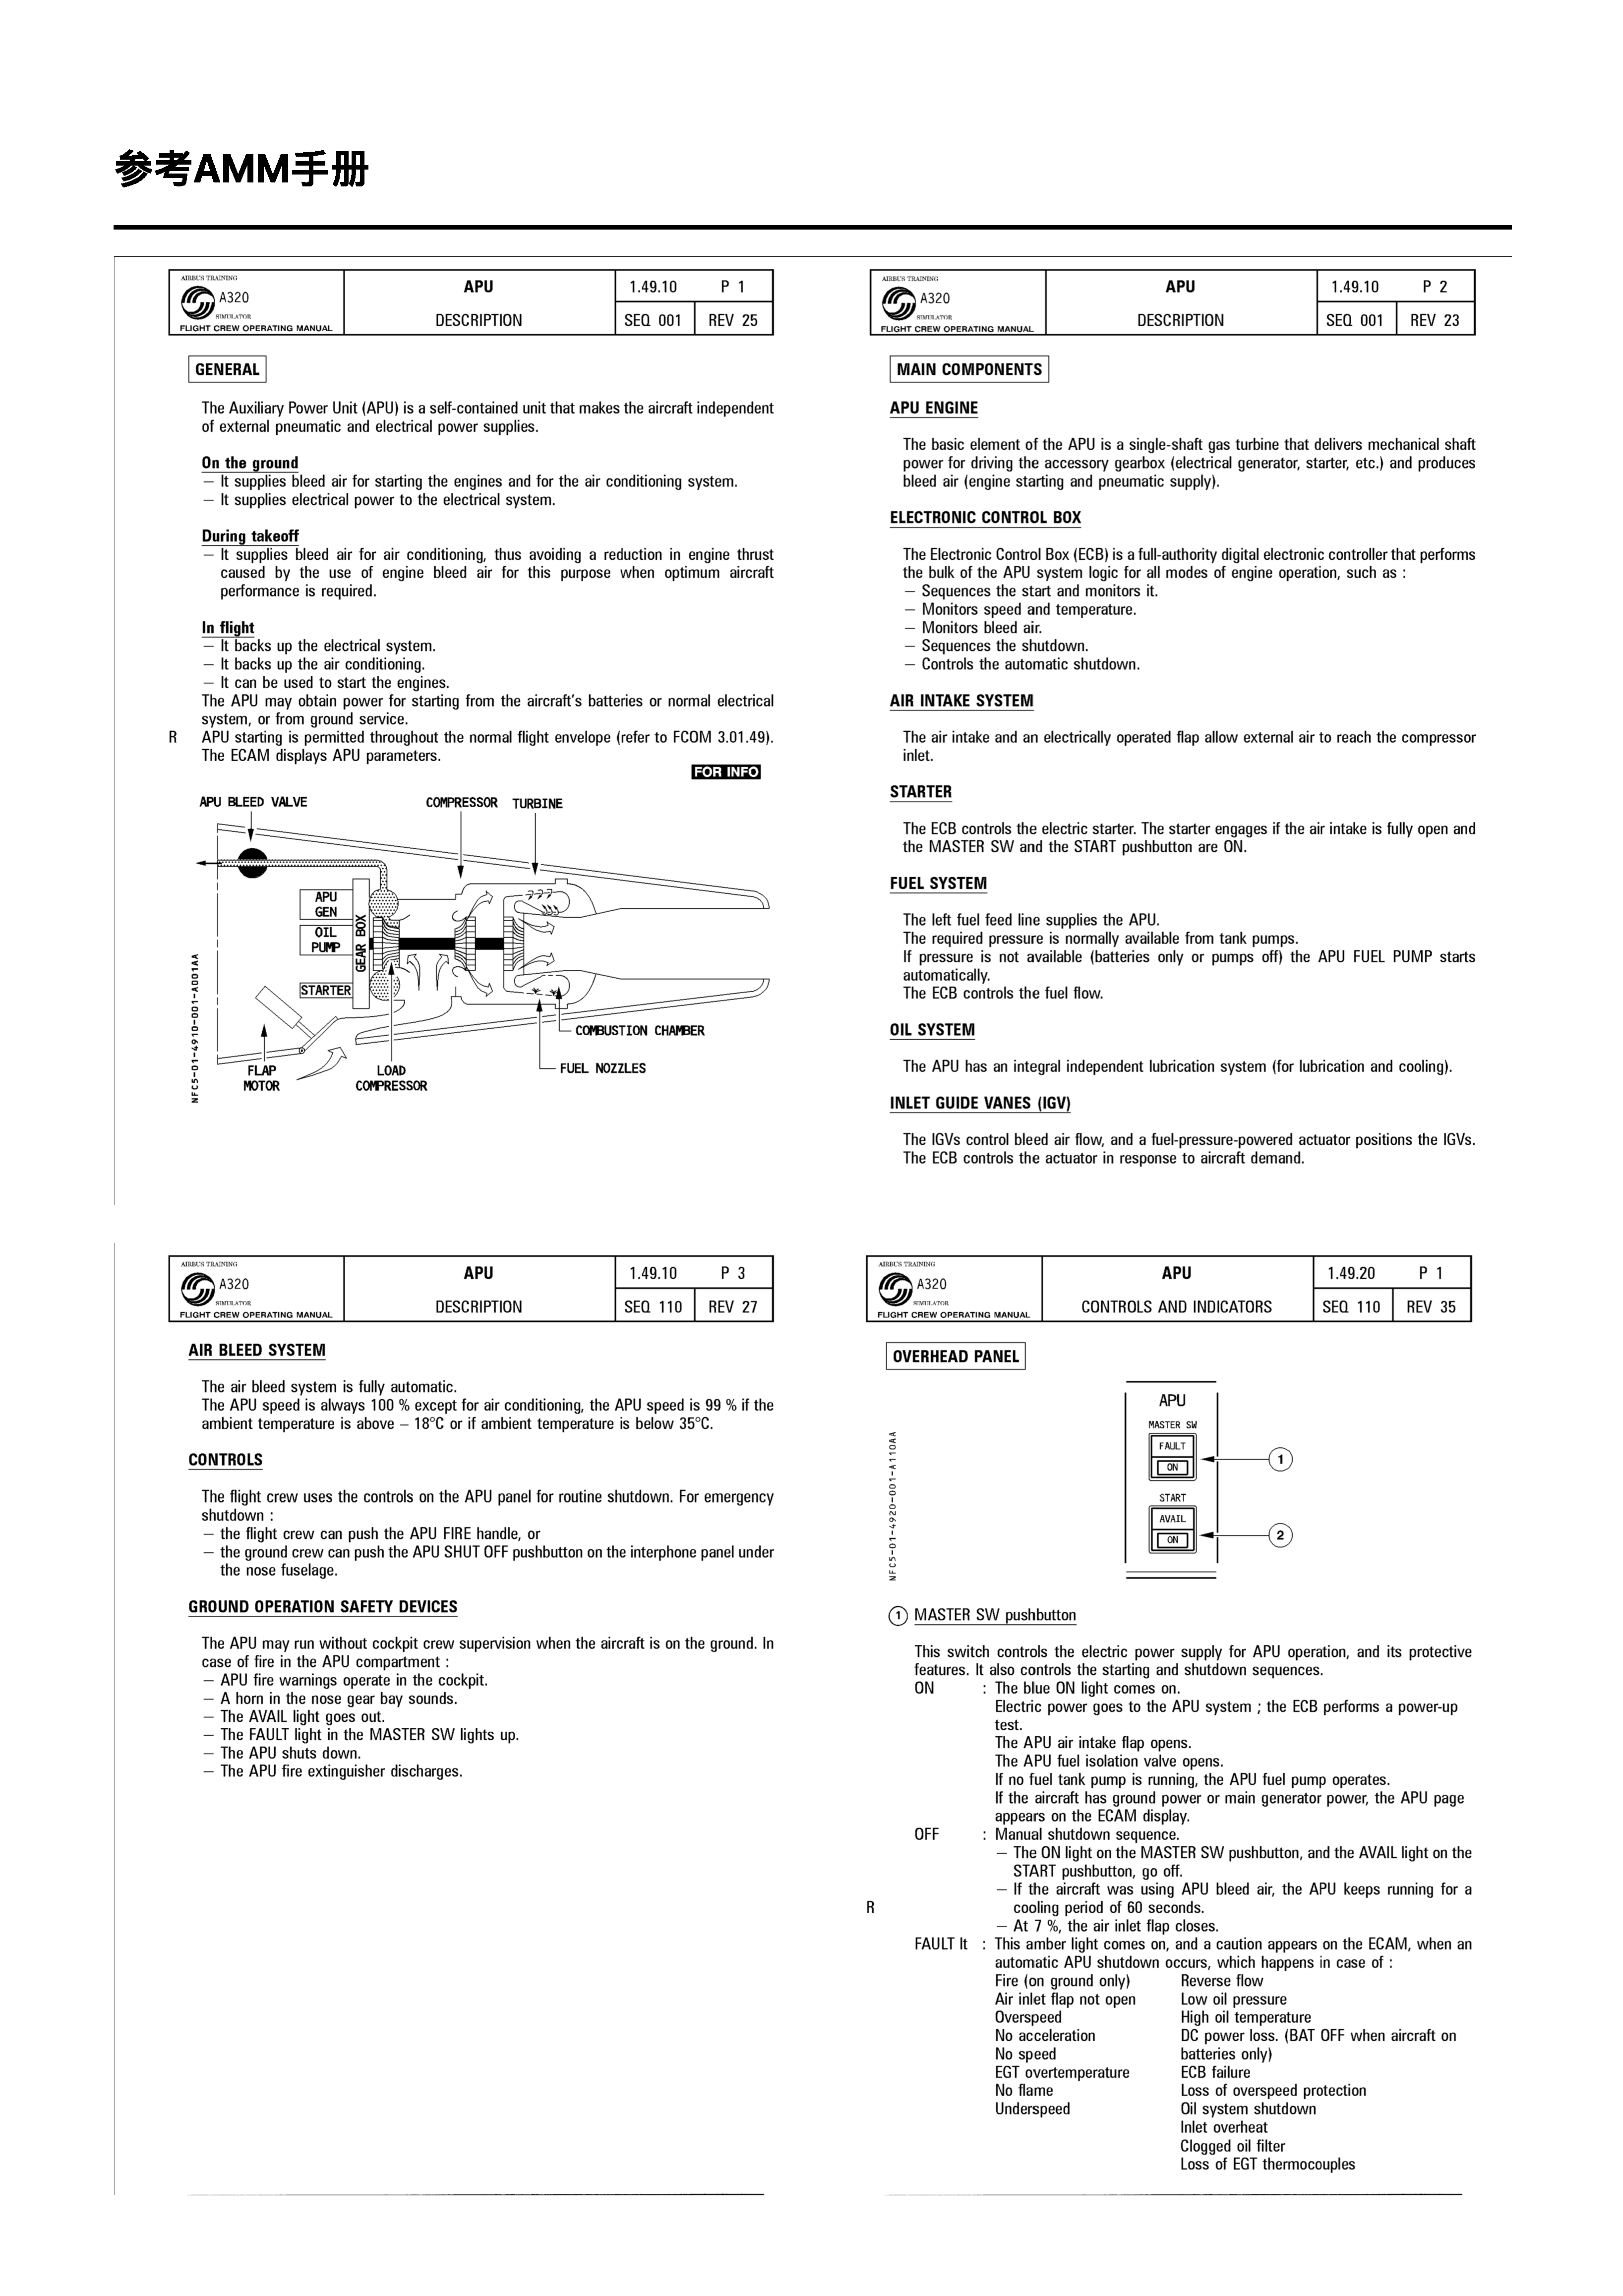 参考AMM手册
AIRBUS TRAINING
A320
SIMULATOR
FLIGHT CREW OPERATING MANUAL
APU
DESCRIPTION
1.49.10 P 1
SEQ 001 REV 25
GENERAL
The Auxiliary Power Unit (APU) is a self-contained unit that makes the aircraft independent
of external pneumatic and electrical power supplies.
On the ground
– It supplies bleed air for starting the engines and for the air conditioning system.
– It supplies electrical power to the electrical system.
During takeoff
– It supplies bleed air for air conditioning, thus avoiding a reduction in engine thrust
caused by the use of engine bleed air for this purpose when optimum aircraft
performance is required.
In flight
– It backs up the electrical system.
– It backs up the air conditioning.
– It can be used to start the engines.
The APU may obtain power for starting from the aircraft's batteries or normal electrical
system, or from ground service.
R APU starting is permitted throughout the normal flight envelope (refer to FCOM 3.01.49).
The ECAM displays APU parameters.
FOR INFO
APU BLEED VALVE
COMPRESSOR
TURBINE
APU
GEN
OIL
PUMP
GEAR BOX
STARTER
COMBUSTION CHAMBER
FUEL NOZZLES
FLAP
MOTOR
LOAD
COMPRESSOR
NFC5-01-4910-001-A001AA
AIRBUS TRAINING
A320
SIMULATOR
FLIGHT CREW OPERATING MANUAL
APU
DESCRIPTION
1.49.10 P 2
SEQ 001 REV 23
MAIN COMPONENTS
APU ENGINE
The basic element of the APU is a single-shaft gas turbine that delivers mechanical shaft
power for driving the accessory gearbox (electrical generator, starter, etc.) and produces
bleed air (engine starting and pneumatic supply).
ELECTRONIC CONTROL BOX
The Electronic Control Box (ECB) is a full-authority digital electronic controller that performs
the bulk of the APU system logic for all modes of engine operation, such as :
– Sequences the start and monitors it.
– Monitors speed and temperature.
– Monitors bleed air.
– Sequences the shutdown.
– Controls the automatic shutdown.
AIR INTAKE SYSTEM
The air intake and an electrically operated flap allow external air to reach the compressor
inlet.
STARTER
The ECB controls the electric starter. The starter engages if the air intake is fully open and
the MASTER SW and the START pushbutton are ON.
FUEL SYSTEM
The left fuel feed line supplies the APU.
The required pressure is normally available from tank pumps.
If pressure is not available (batteries only or pumps off) the APU FUEL PUMP starts
automatically.
The ECB controls the fuel flow.
OIL SYSTEM
The APU has an integral independent lubrication system (for lubrication and cooling).
INLET GUIDE VANES (IGV)
The IGVs control bleed air flow, and a fuel-pressure-powered actuator positions the IGVs.
The ECB controls the actuator in response to aircraft demand.
AIRBUS TRAINING
A320
SIMULATOR
FLIGHT CREW OPERATING MANUAL
APU
DESCRIPTION
1.49.10 P 3
SEQ 110 REV 27
AIR BLEED SYSTEM
The air bleed system is fully automatic.
The APU speed is always 100 % except for air conditioning, the APU speed is 99 % if the
ambient temperature is above – 18°C or if ambient temperature is below 35°C.
CONTROLS
The flight crew uses the controls on the APU panel for routine shutdown. For emergency
shutdown :
– the flight crew can push the APU FIRE handle, or
– the ground crew can push the APU SHUT OFF pushbutton on the interphone panel under
the nose fuselage.
GROUND OPERATION SAFETY DEVICES
The APU may run without cockpit crew supervision when the aircraft is on the ground. In
case of fire in the APU compartment :
– APU fire warnings operate in the cockpit.
– A horn in the nose gear bay sounds.
– The AVAIL light goes out.
– The FAULT light in the MASTER SW lights up.
– The APU shuts down.
– The APU fire extinguisher discharges.
AIRBUS TRAINING
A320
SIMULATOR
FLIGHT CREW OPERATING MANUAL
APU
CONTROLS AND INDICATORS
1.49.20 P 1
SEQ 110 REV 35
OVERHEAD PANEL
APU
MASTER SW
FAULT
ON
1
START
AVAIL
ON
2
NFC5-01-4920-001-A110AA
1 MASTER SW pushbutton
This switch controls the electric power supply for APU operation, and its protective
features. It also controls the starting and shutdown sequences.
ON : The blue ON light comes on.
Electric power goes to the APU system ; the ECB performs a power-up
test.
The APU air intake flap opens.
The APU fuel isolation valve opens.
If no fuel tank pump is running, the APU fuel pump operates.
If the aircraft has ground power or main generator power, the APU page
appears on the ECAM display.
OFF : Manual shutdown sequence.
– The ON light on the MASTER SW pushbutton, and the AVAIL light on the
START pushbutton, go off.
– If the aircraft was using APU bleed air, the APU keeps running for a
R cooling period of 60 seconds.
– At 7 %, the air inlet flap closes.
FAULT lt : This amber light comes on, and a caution appears on the ECAM, when an
automatic APU shutdown occurs, which happens in case of :
Fire (on ground only) Reverse flow
Air inlet flap not open Low oil pressure
Overspeed High oil temperature
No acceleration DC power loss. (BAT OFF when aircraft on
No speed batteries only)
EGT overtemperature ECB failure
No flame Loss of overspeed protection
Underspeed Oil system shutdown
Inlet overheat
Clogged oil filter
Loss of EGT thermocouples